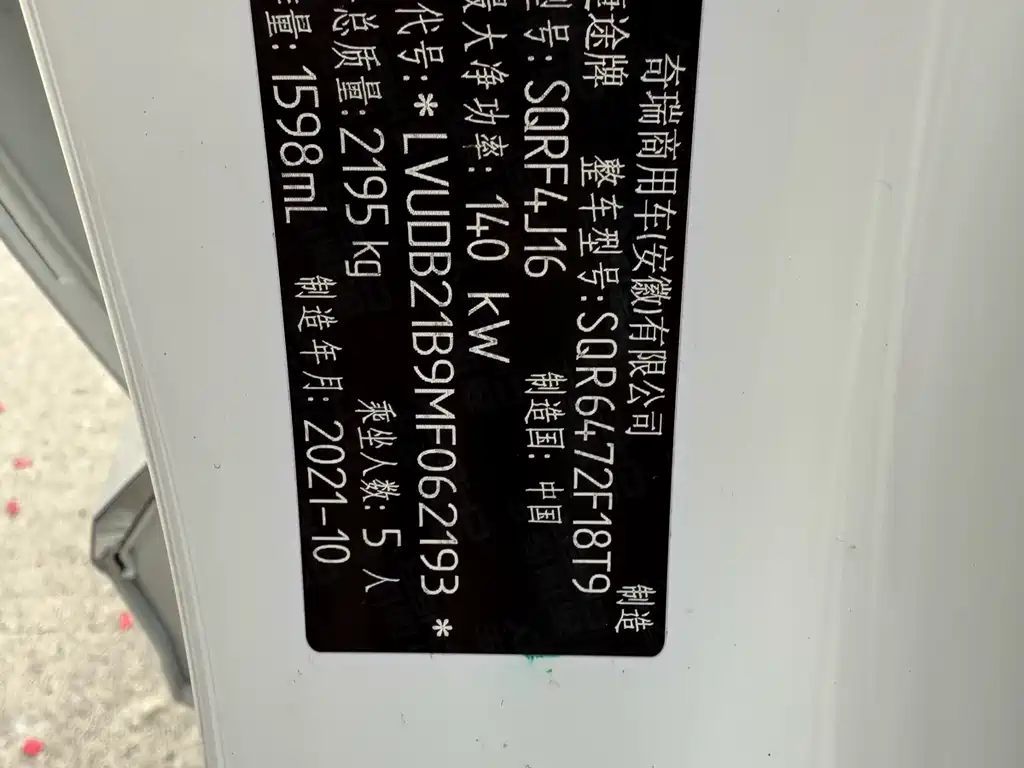 奇瑞商用车(安徽)有限公司 制造
途牌 整车型号:SQR6472F18T9
号:SQRF4J16 制造国:中国
最大净功率:140 kW
代号:*LVUDB21B9MF062193*
总质量:2195kg 乘坐人数:5人
量:1598mL 制造年月:2021-10